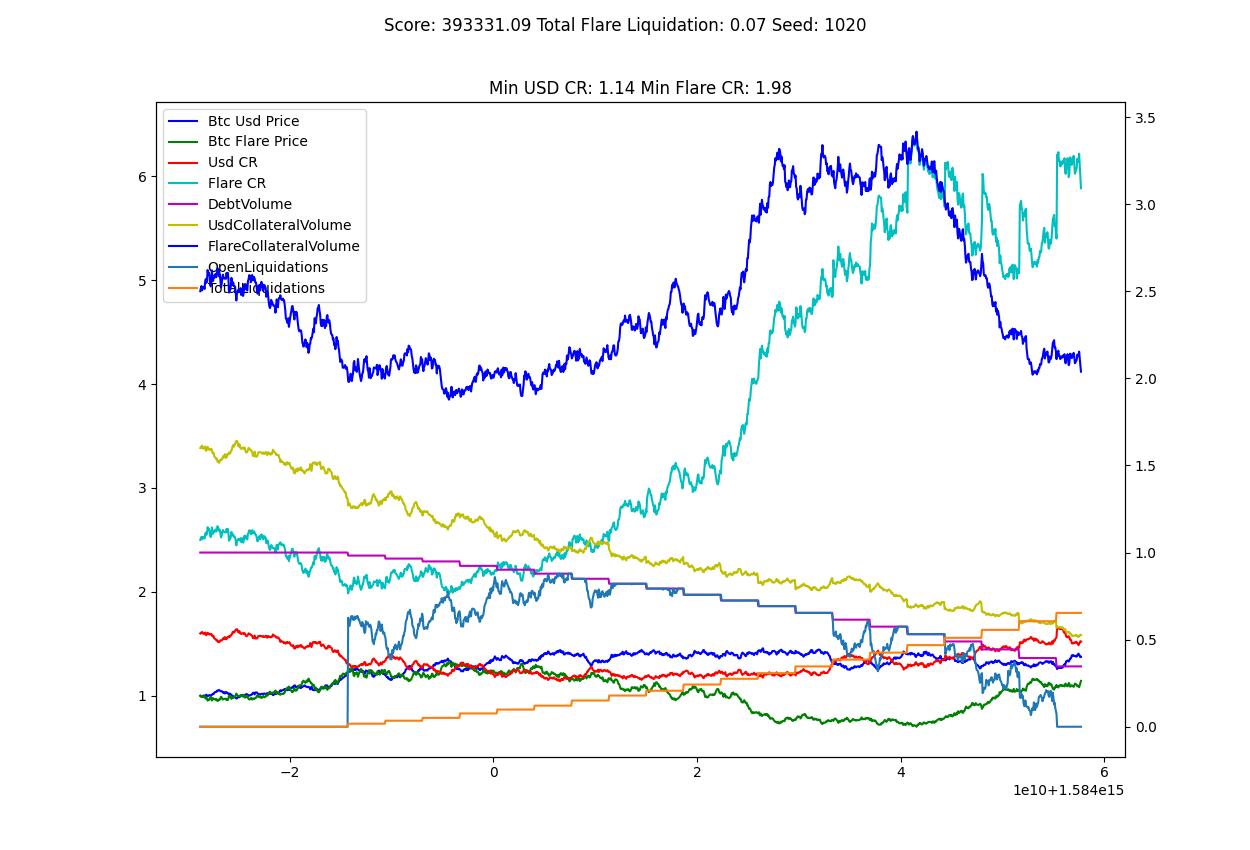 Score: 393331.09 Total Flare Liquidation: 0.07 Seed: 1020
Min USD CR: 1.14 Min Flare CR: 1.98
Btc Usd Price
Btc Flare Price
Usd CR
Flare CR
DebtVolume
UsdCollateralVolume
FlareCollateralVolume
OpenLiquidations
TotalLiquidations
6
5
4
3
2
1
3.5
3.0
2.5
2.0
1.5
1.0
0.5
0.0
−2 0 2 4 6
1e10+1.584e15